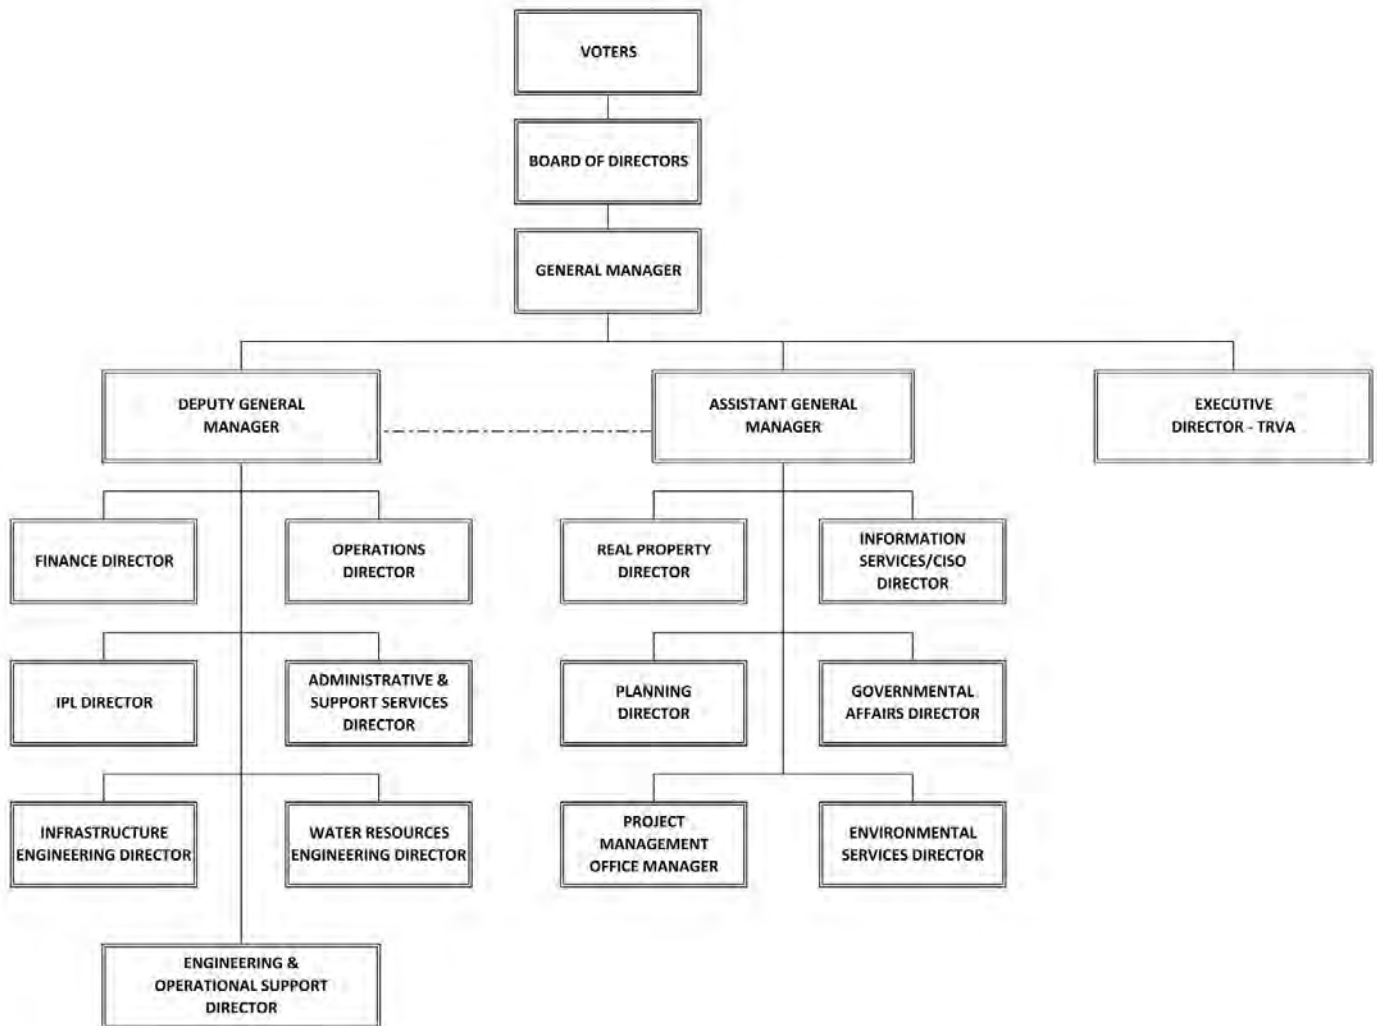 VOTERS
BOARD OF DIRECTORS
GENERAL MANAGER
DEPUTY GENERAL
MANAGER
ASSISTANT GENERAL
MANAGER
EXECUTIVE
DIRECTOR - TRVA
FINANCE DIRECTOR
OPERATIONS
DIRECTOR
REAL PROPERTY
DIRECTOR
INFORMATION
SERVICES/CISO
DIRECTOR
IPL DIRECTOR
ADMINISTRATIVE &
SUPPORT SERVICES
DIRECTOR
PLANNING
DIRECTOR
GOVERNMENTAL
AFFAIRS DIRECTOR
INFRASTRUCTURE
ENGINEERING DIRECTOR
WATER RESOURCES
ENGINEERING DIRECTOR
PROJECT
MANAGEMENT
OFFICE MANAGER
ENVIRONMENTAL
SERVICES DIRECTOR
ENGINEERING &
OPERATIONAL SUPPORT
DIRECTOR